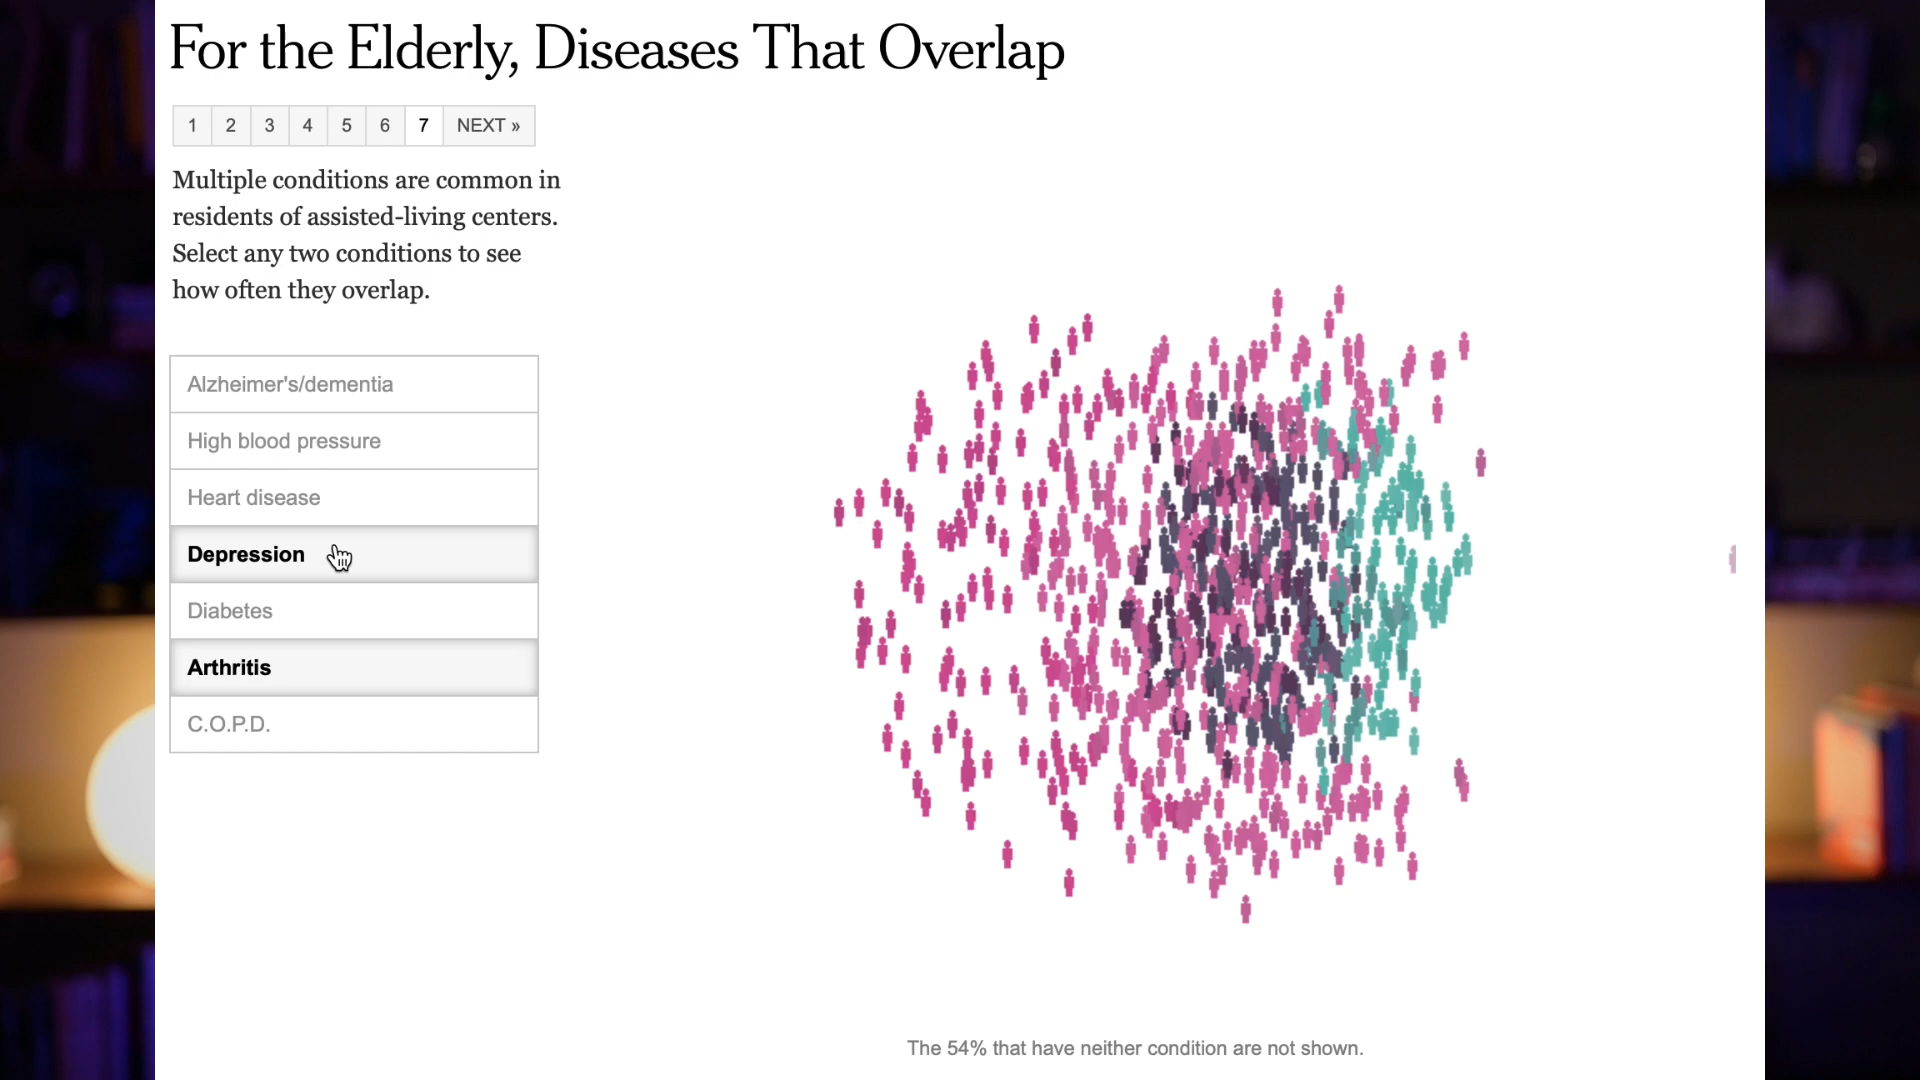 For the Elderly, Diseases That Overlap
1 2 3 4 5 6 7 NEXT »
Multiple conditions are common in
residents of assisted-living centers.
Select any two conditions to see
how often they overlap.
Alzheimer's/dementia
High blood pressure
Heart disease
Depression
Diabetes
Arthritis
C.O.P.D.
The 54% that have neither condition are not shown.